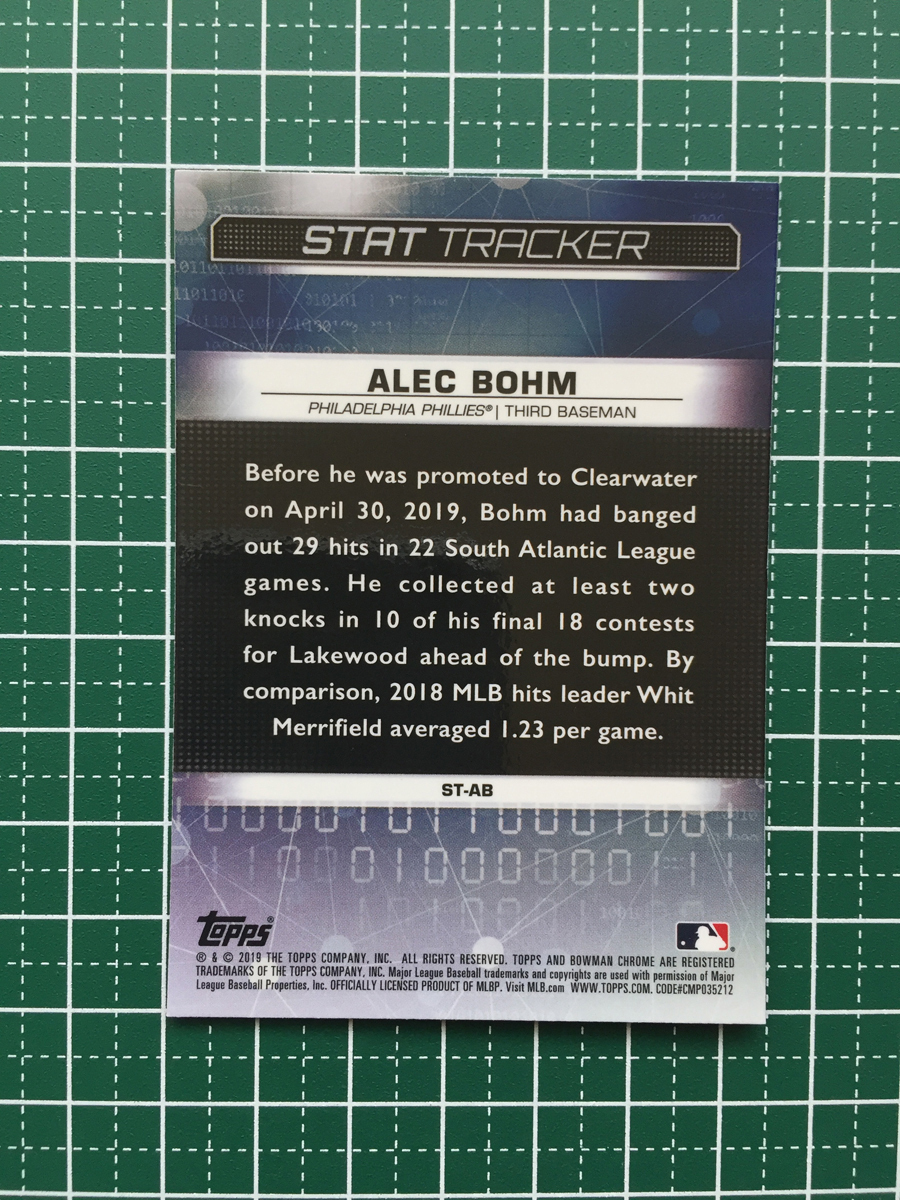 STAT TRACKER
ALEC BOHM
PHILADELPHIA PHILLIES® | THIRD BASEMAN
Before he was promoted to Clearwater
on April 30, 2019, Bohm had banged
out 29 hits in 22 South Atlantic League
games. He collected at least two
knocks in 10 of his final 18 contests
for Lakewood ahead of the bump. By
comparison, 2018 MLB hits leader Whit
Merrifield averaged 1.23 per game.
ST-AB
topps®
® & © 2019 THE TOPPS COMPANY, INC. ALL RIGHTS RESERVED. TOPPS AND BOWMAN CHROME ARE REGISTERED
TRADEMARKS OF THE TOPPS COMPANY, INC. Major League Baseball trademarks and copyrights are used with permission of Major
League Baseball Properties, Inc. OFFICIALLY LICENSED PRODUCT OF MLBP. Visit MLB.com WWW.TOPPS.COM. CODE#CMP035212